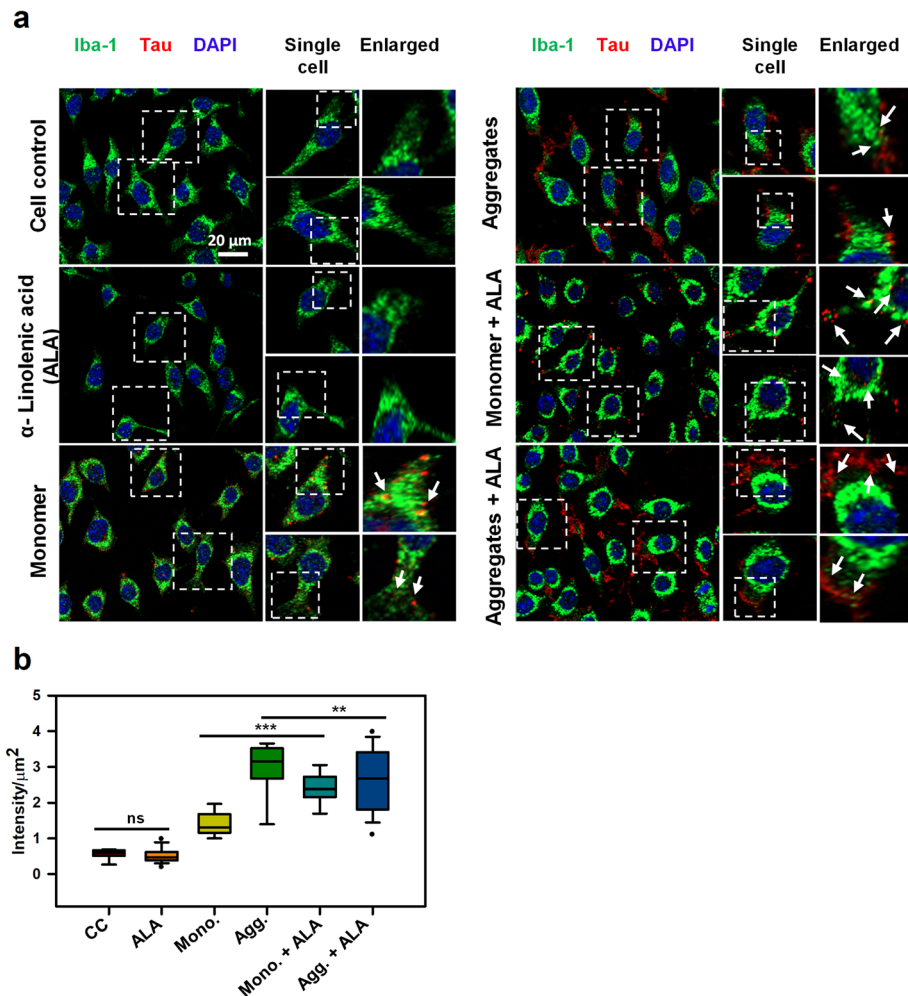 a
Iba-1 Tau DAPI Single cell Enlarged
Cell control
20 μm
α- Linolenic acid (ALA)
Monomer
Iba-1 Tau DAPI Single cell Enlarged
Aggregates
Monomer + ALA
Aggregates + ALA
b
Intensity/μm²
5
4
3
2
1
0
ns
***
**
CC
ALA
Mono.
Agg.
Mono. + ALA
Agg. + ALA